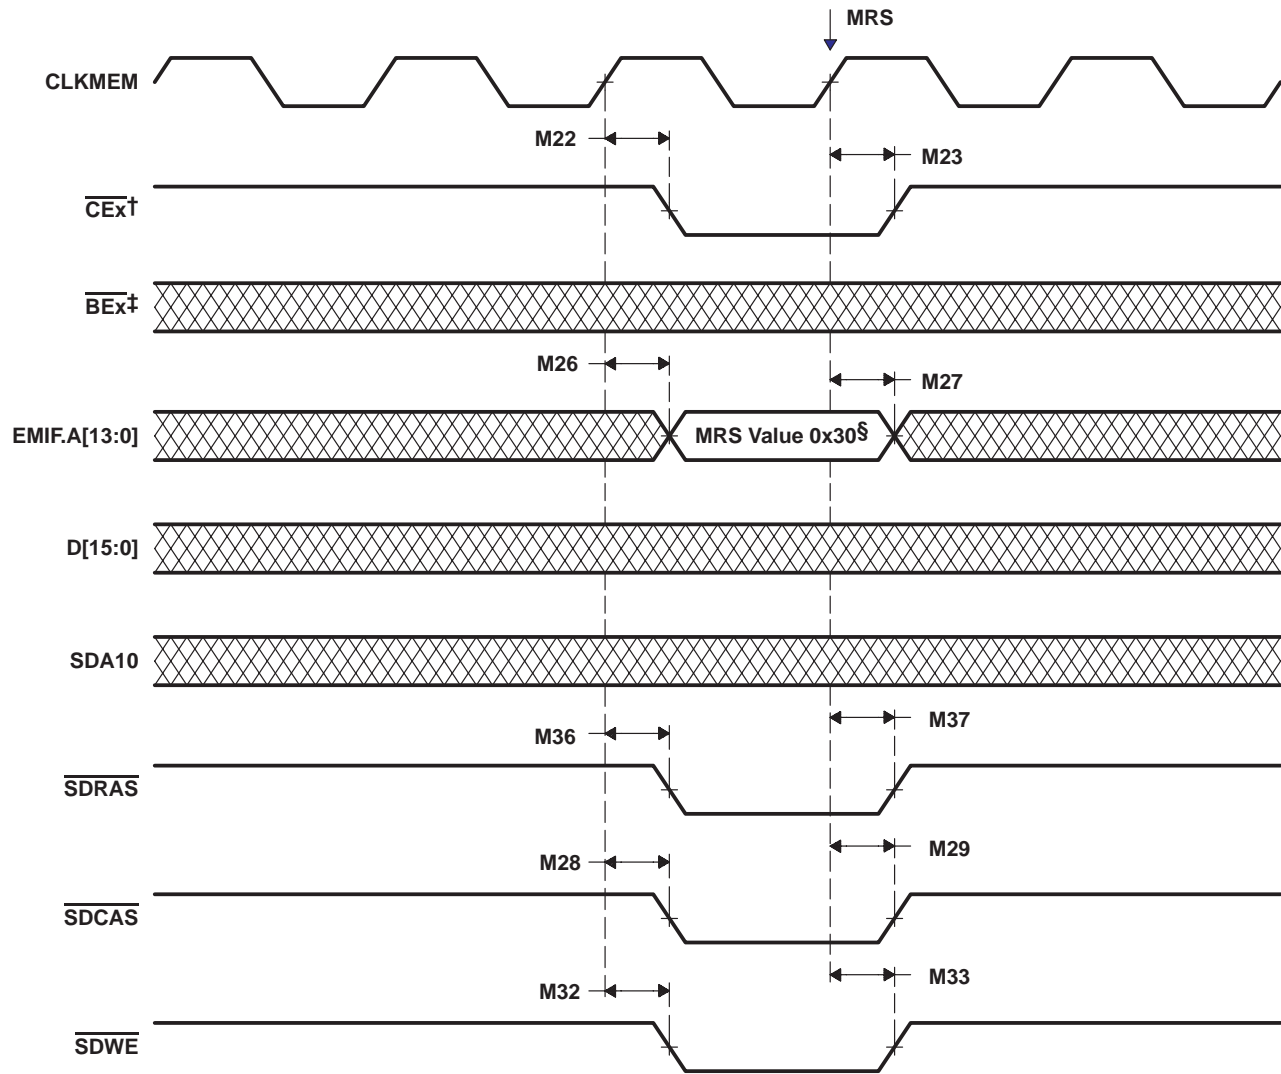 MRS
CLKMEM
M22
M23
CEx†
BEx‡
M26
M27
EMIF.A[13:0]
MRS Value 0x30§
D[15:0]
SDA10
M36
M37
SDRAS
M28
M29
SDCAS
M32
M33
SDWE